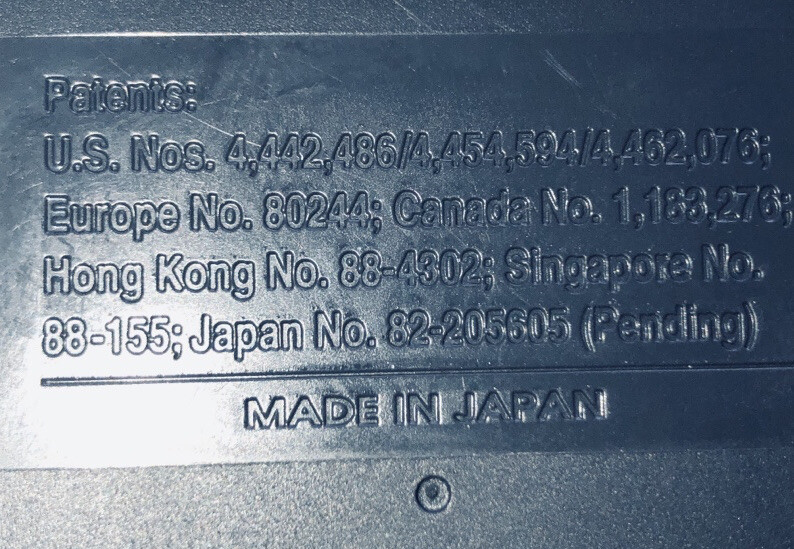 Patents:
U.S. Nos. 4,442,486/4,454,594/4,462,076;
Europe No. 80244; Canada No. 1,183,276;
Hong Kong No. 88-4302; Singapore No.
88-155; Japan No. 82-205605 (Pending)
MADE IN JAPAN